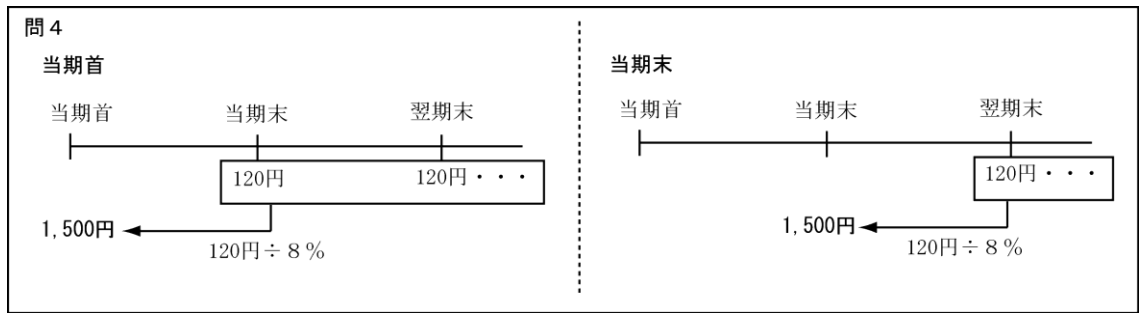 問4
当期首
当期首 当期末 翌期末
120円 120円・・・
1,500円
120円÷8%
当期末
当期首 当期末 翌期末
120円・・・
1,500円
120円÷8%